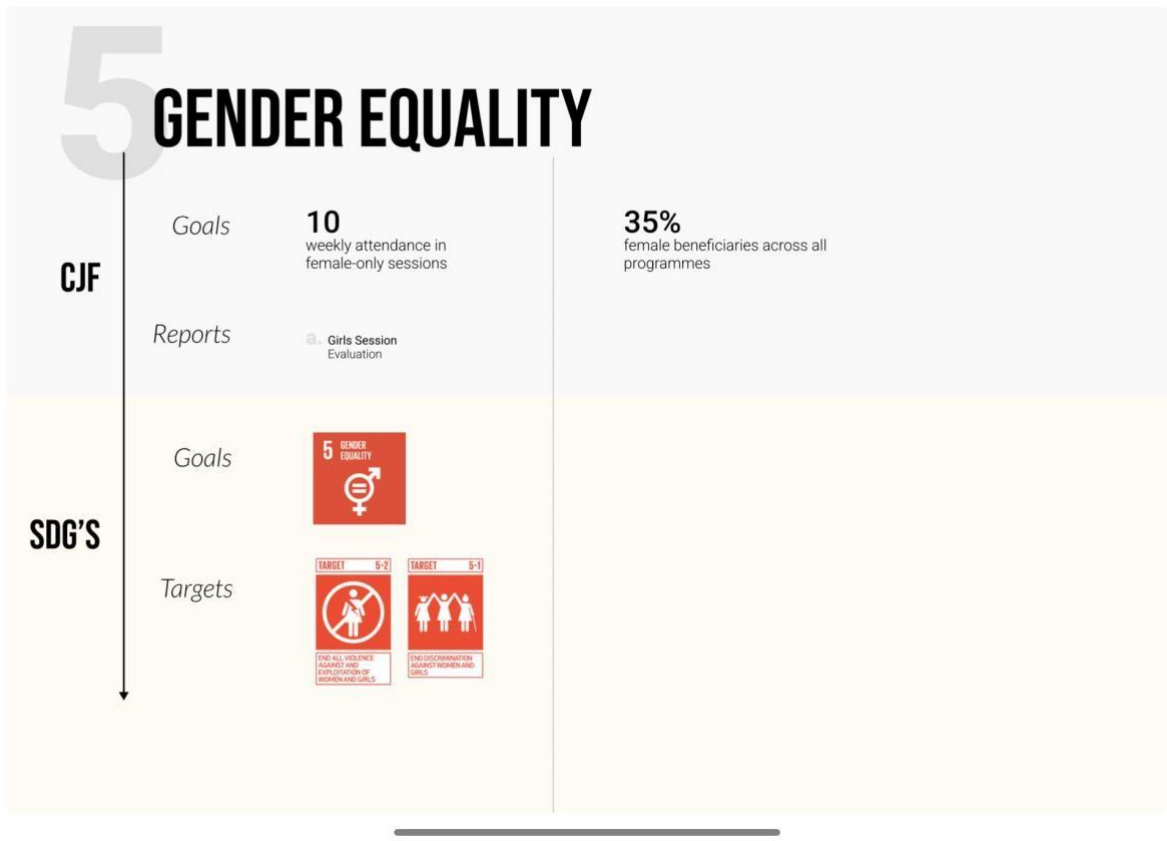 5
GENDER EQUALITY
CJF
Goals
10
weekly attendance in
female-only sessions
35%
female beneficiaries across all
programmes
Reports
a. Girls Session
Evaluation
SDG'S
Goals
5 GENDER
EQUALITY
Targets
TARGET 5-2
END ALL VIOLENCE
AGAINST AND
EXPLOITATION OF
WOMEN AND GIRLS
TARGET 5-1
END DISCRIMINATION
AGAINST WOMEN AND
GIRLS